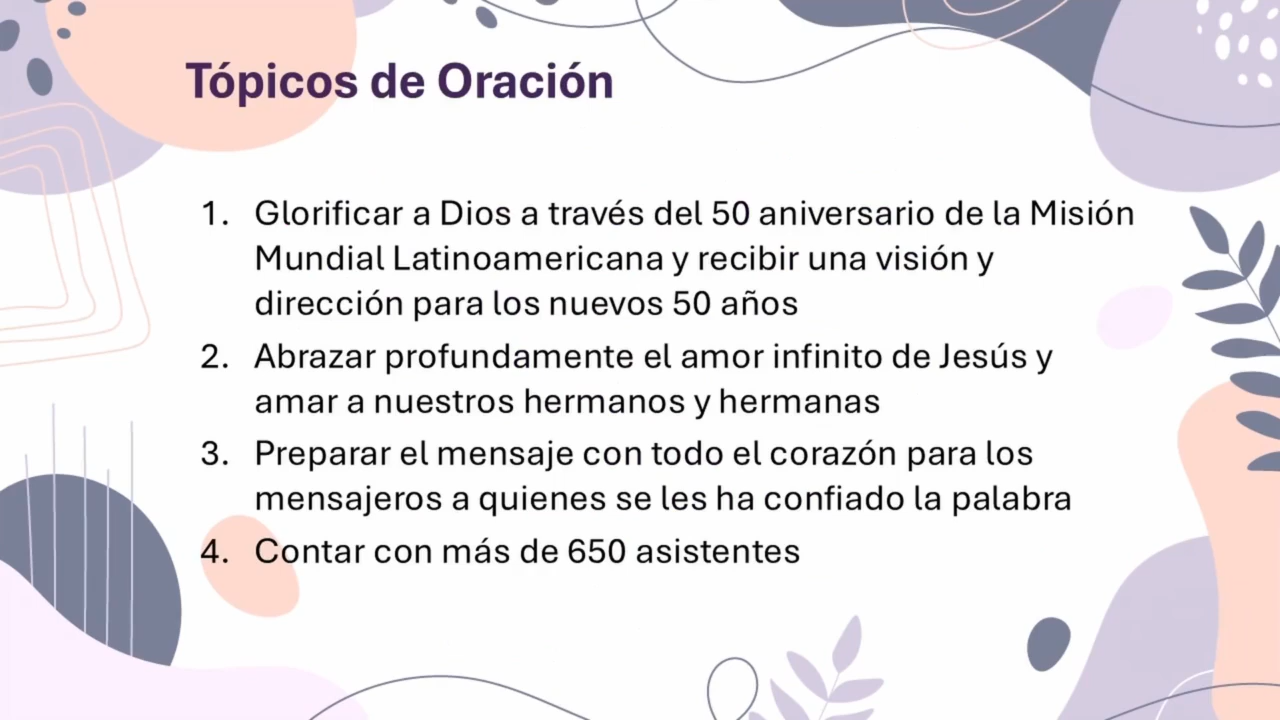 Tópicos de Oración
1. Glorificar a Dios a través del 50 aniversario de la Misión
Mundial Latinoamericana y recibir una visión y
dirección para los nuevos 50 años
2. Abrazar profundamente el amor infinito de Jesús y
amar a nuestros hermanos y hermanas
3. Preparar el mensaje con todo el corazón para los
mensajeros a quienes se les ha confiado la palabra
4. Contar con más de 650 asistentes